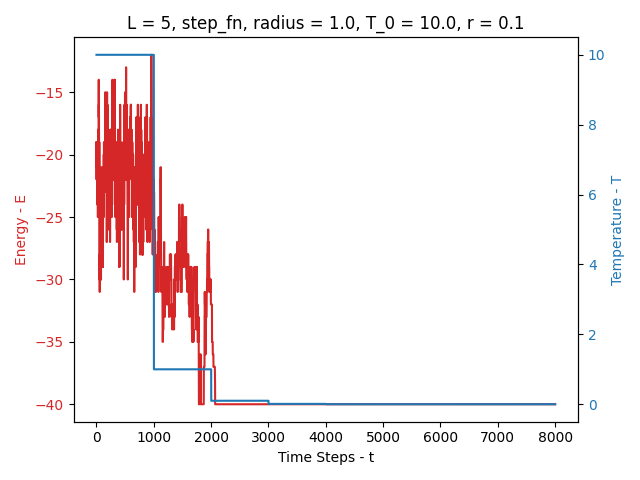 L = 5, step_fn, radius = 1.0, T_0 = 10.0, r = 0.1
Energy - E
−15
−20
−25
−30
−35
−40
10
8
6
4
2
0
Temperature - T
0 1000 2000 3000 4000 5000 6000 7000 8000
Time Steps - t